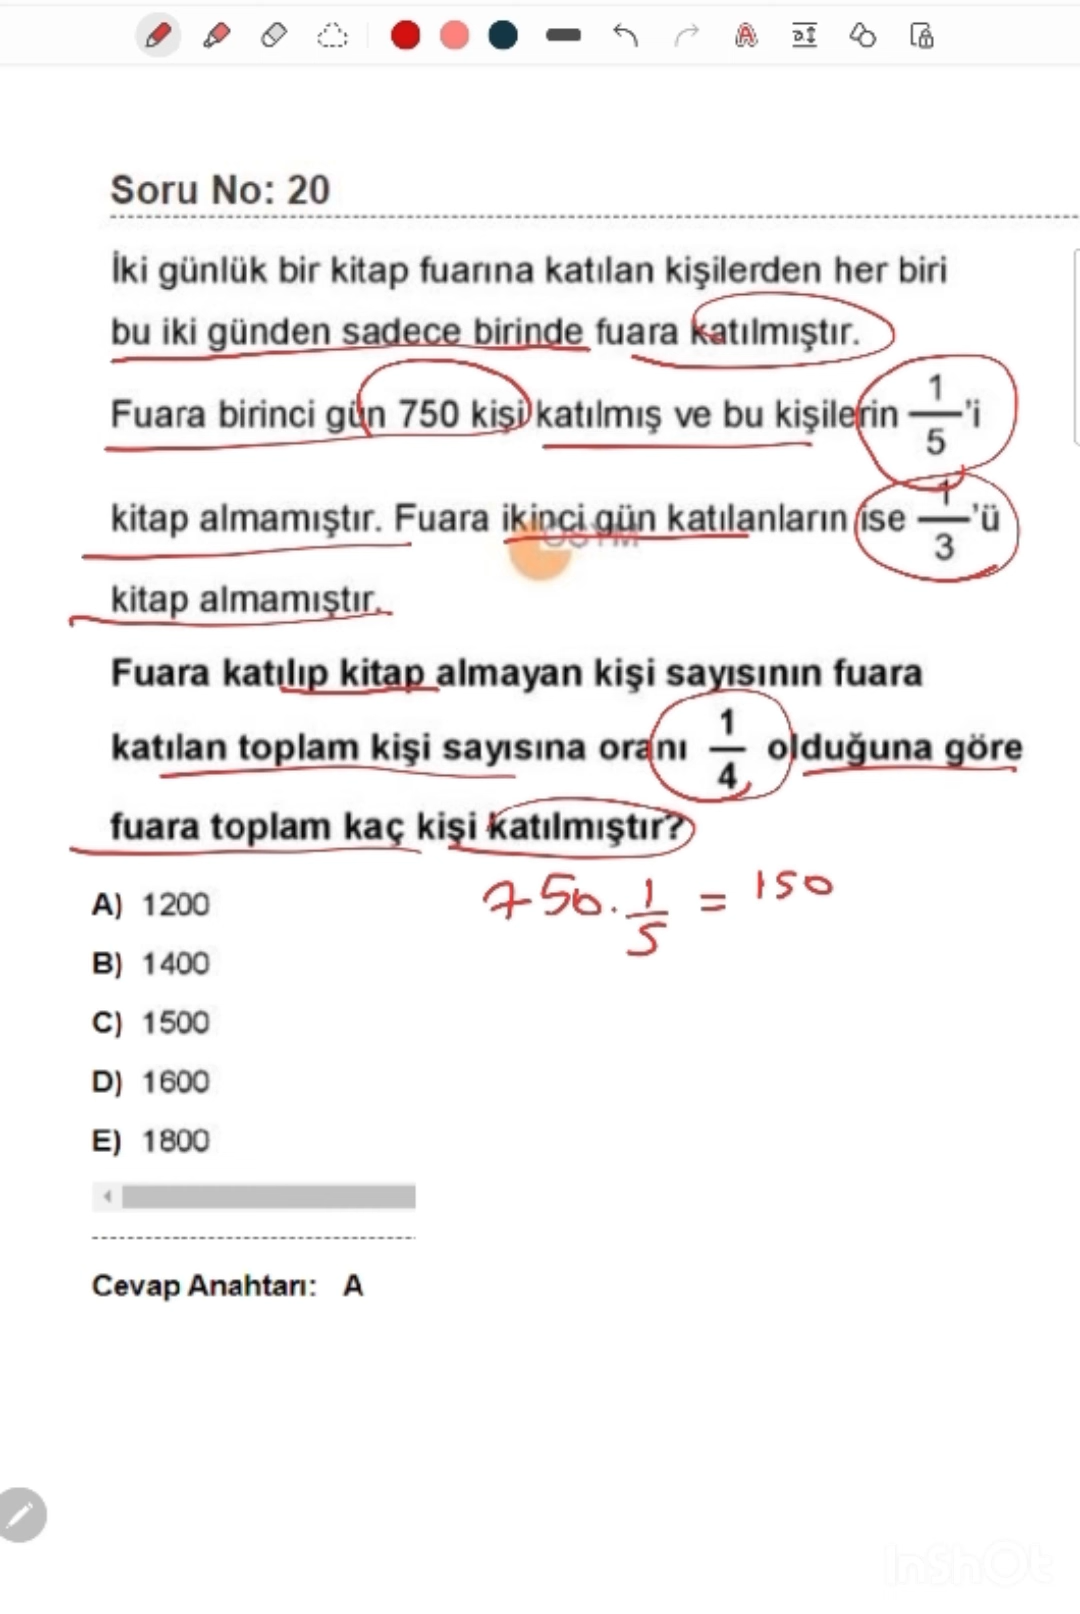 Soru No: 20
İki günlük bir kitap fuarına katılan kişilerden her biri
bu iki günden sadece birinde fuara katılmıştır.
Fuara birinci gün 750 kişi katılmış ve bu kişilerin 1/5'i
kitap almamıştır. Fuara ikinci gün katılanların ise 1/3'ü
kitap almamıştır.
Fuara katılıp kitap almayan kişi sayısının fuara
katılan toplam kişi sayısına oranı 1/4 olduğuna göre
fuara toplam kaç kişi katılmıştır?
750 . 1/5 = 150
A) 1200
B) 1400
C) 1500
D) 1600
E) 1800
Cevap Anahtarı: A
InShOt